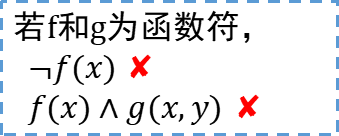 若f和g为函数符，
¬f(x) ✘
f(x) ∧ g(x, y) ✘